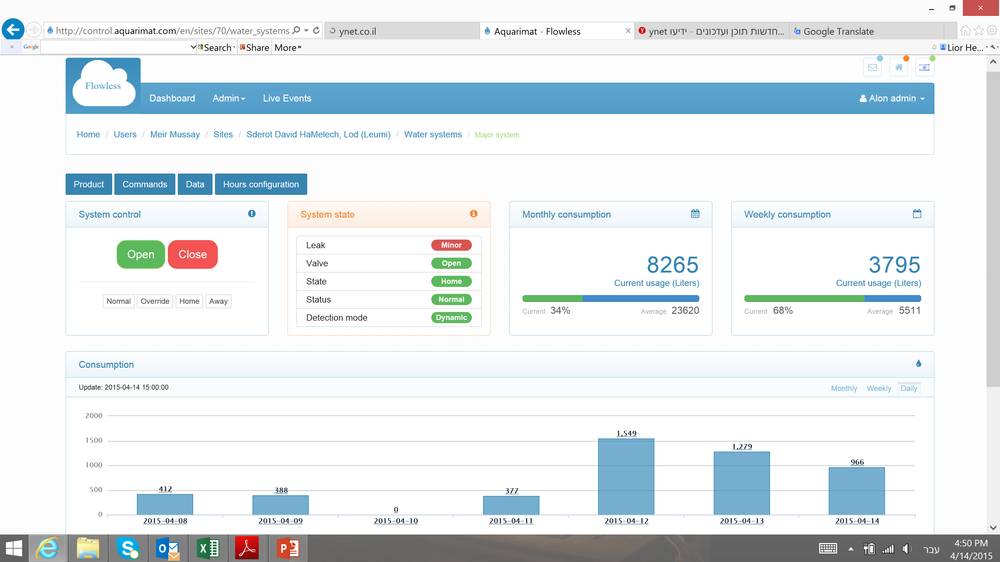 http://control.aquarimat.com/en/sites/70/water_systems
ynet.co.il
Aquarimat - Flowless
ynet חדשות תוכן ועדכונים - ידיעו...
Google Translate
Google
Search
Share
More»
Lior He...
Flowless
Dashboard
Admin
Live Events
Alon admin
Home / Users / Meir Mussay / Sites / Sderot David HaMelech, Lod (Leumi) / Water systems / Major system
Product
Commands
Data
Hours configuration
System control
Open
Close
Normal
Override
Home
Away
System state
Leak Minor
Valve Open
State Home
Status Normal
Detection mode Dynamic
Monthly consumption
8265
Current usage (Liters)
Current 34% Average 23620
Weekly consumption
3795
Current usage (Liters)
Current 68% Average 5511
Consumption
Update: 2015-04-14 15:00:00
Monthly Weekly Daily
2000
1500
1000
500
0
412
388
0
377
1,549
1,279
966
2015-04-08
2015-04-09
2015-04-10
2015-04-11
2015-04-12
2015-04-13
2015-04-14
עבר
4:50 PM
4/14/2015